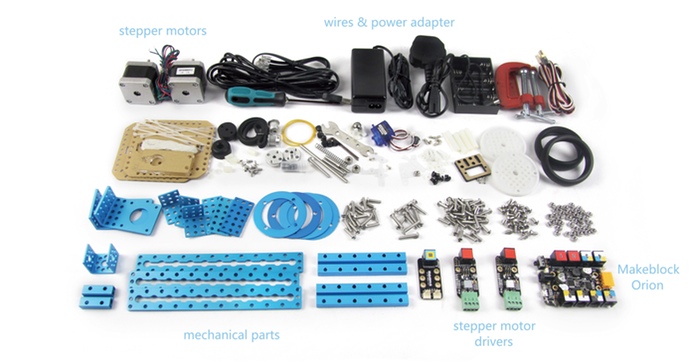 wires & power adapter
stepper motors
Makeblock
Orion
mechanical parts
stepper motor
drivers